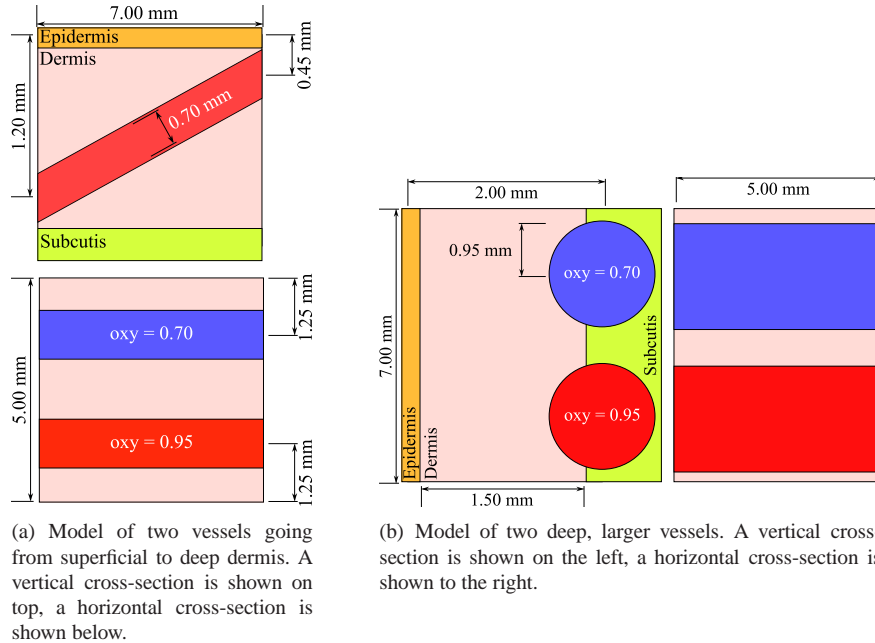 7.00 mm
Epidermis
Dermis
0.45 mm
1.20 mm
0.70 mm
Subcutis
5.00 mm
oxy = 0.70
1.25 mm
oxy = 0.95
1.25 mm
(a) Model of two vessels going
from superficial to deep dermis. A
vertical cross-section is shown on
top, a horizontal cross-section is
shown below.
2.00 mm
5.00 mm
0.95 mm
oxy = 0.70
7.00 mm
Subcutis
oxy = 0.95
Epidermis
Dermis
1.50 mm
(b) Model of two deep, larger vessels. A vertical cross-
section is shown on the left, a horizontal cross-section is
shown to the right.